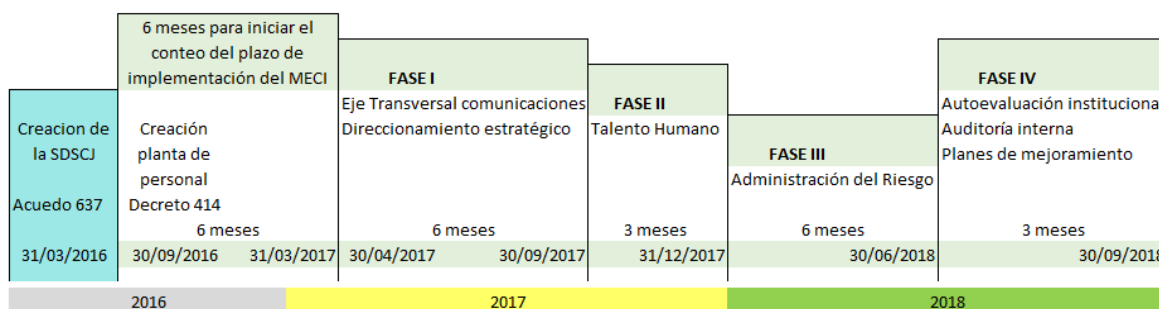 6 meses para iniciar el
conteo del plazo de
implementación del MECI
FASE I
FASE IV
Eje Transversal comunicaciones
FASE II
Autoevaluación instituciona
Creacion de
Creación
Direccionamiento estratégico
Talento Humano
Auditoría interna
la SDSCJ
planta de
FASE III
Planes de mejoramiento
personal
Administración del Riesgo
Acuedo 637
Decreto 414
6 meses
6 meses
3 meses
6 meses
3 meses
31/03/2016
30/09/2016
31/03/2017
30/04/2017
30/09/2017
31/12/2017
30/06/2018
30/09/2018
2016
2017
2018